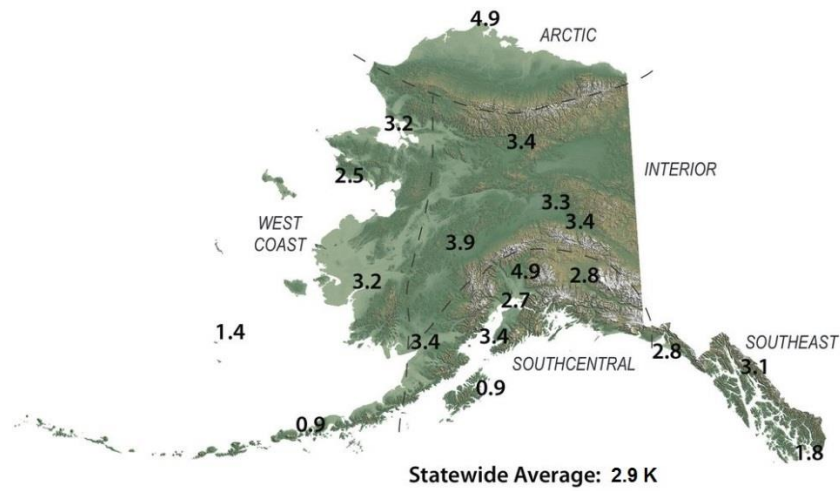 4.9
ARCTIC
3.2
3.4
2.5
INTERIOR
3.3
3.4
WEST
COAST
3.9
4.9
2.8
3.2
2.7
1.4
3.4
3.4
2.8
SOUTHEAST
3.1
SOUTHCENTRAL
0.9
0.9
1.8
Statewide Average: 2.9 K